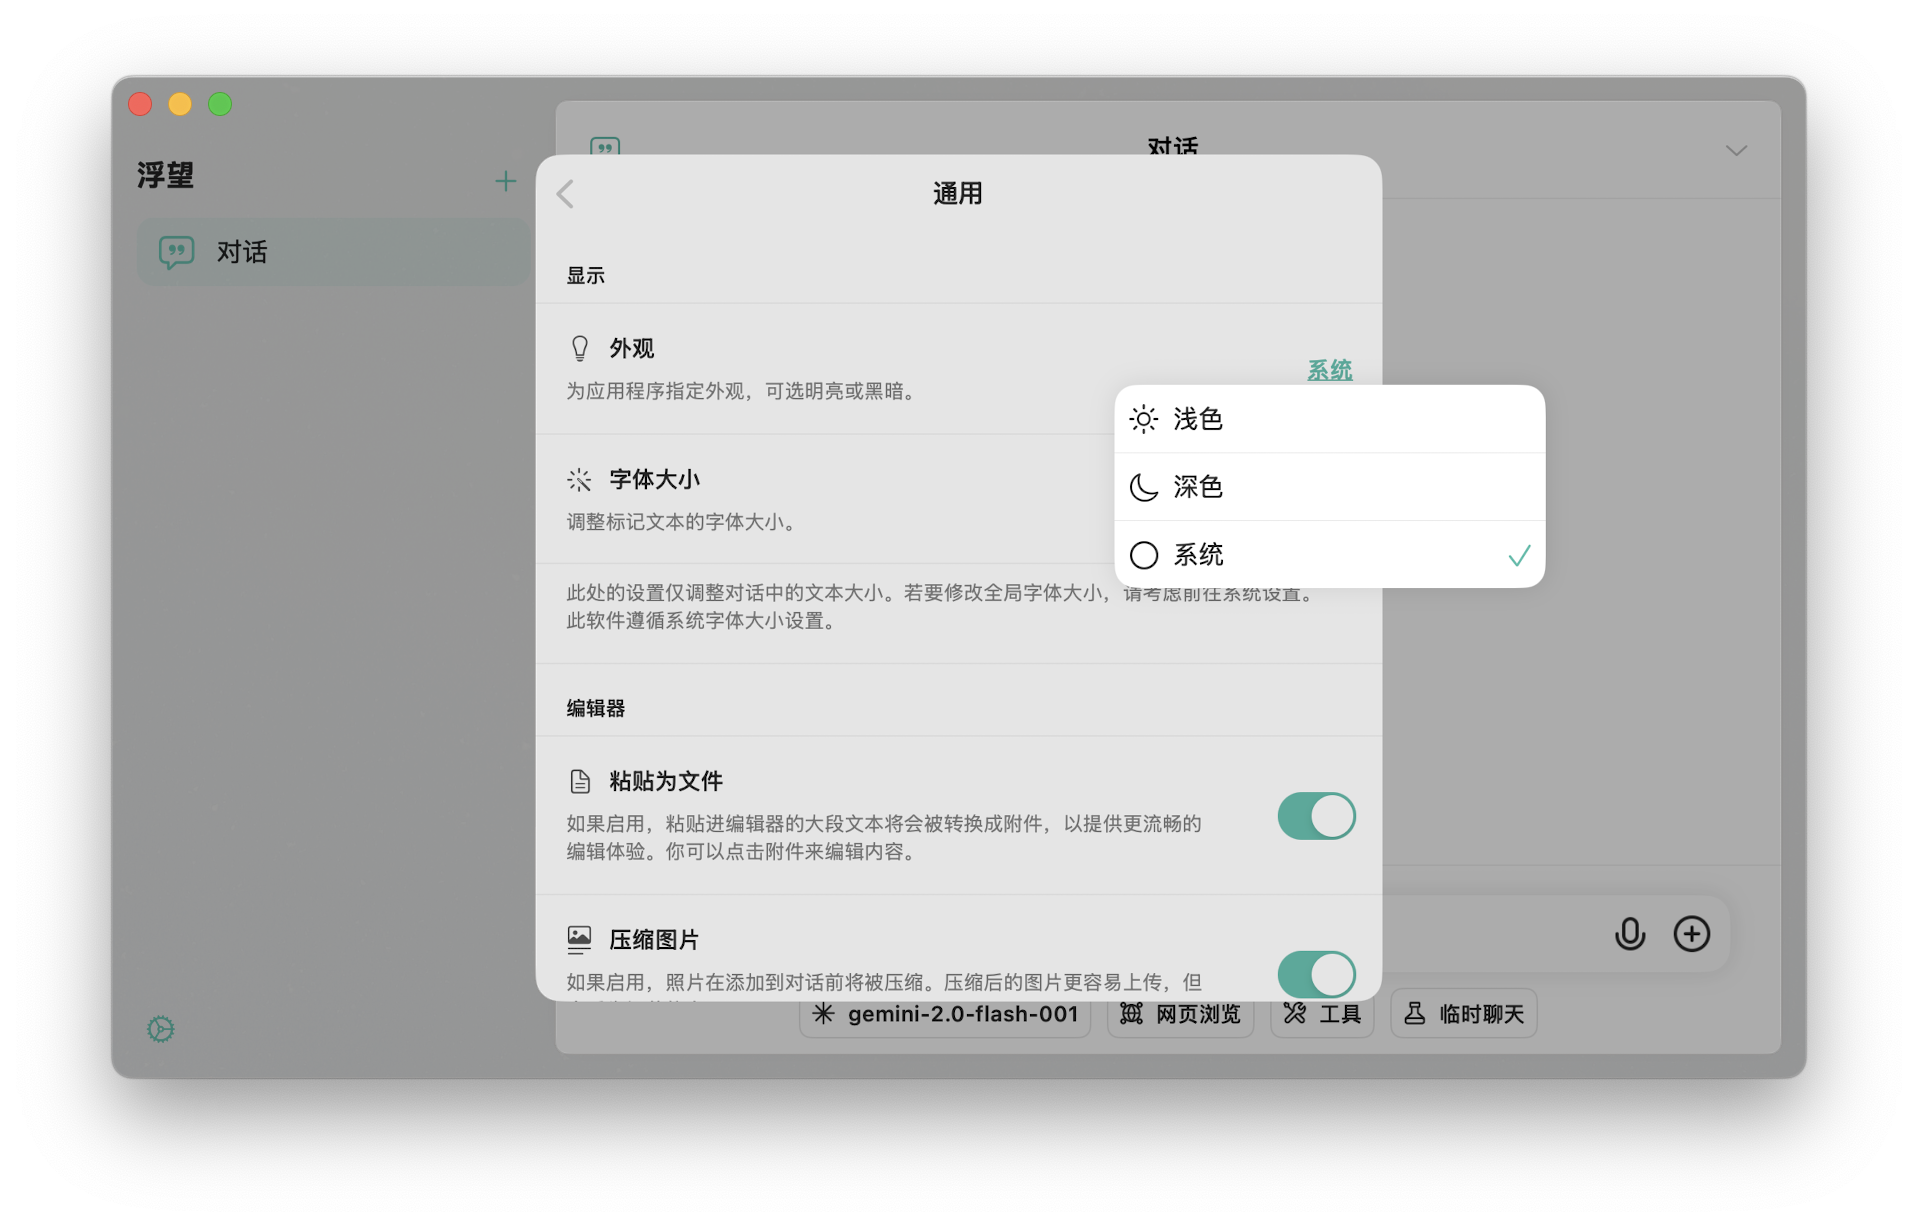 浮望
对话
对话
通用
显示
外观
系统
为应用程序指定外观，可选明亮或黑暗。
浅色
深色
系统
字体大小
调整标记文本的字体大小。
此处的设置仅调整对话中的文本大小。若要修改全局字体大小，请考虑前往系统设置。
此软件遵循系统字体大小设置。
编辑器
粘贴为文件
如果启用，粘贴进编辑器的大段文本将会被转换成附件，以提供更流畅的
编辑体验。你可以点击附件来编辑内容。
压缩图片
如果启用，照片在添加到对话前将被压缩。压缩后的图片更容易上传，但
gemini-2.0-flash-001
网页浏览
工具
临时聊天